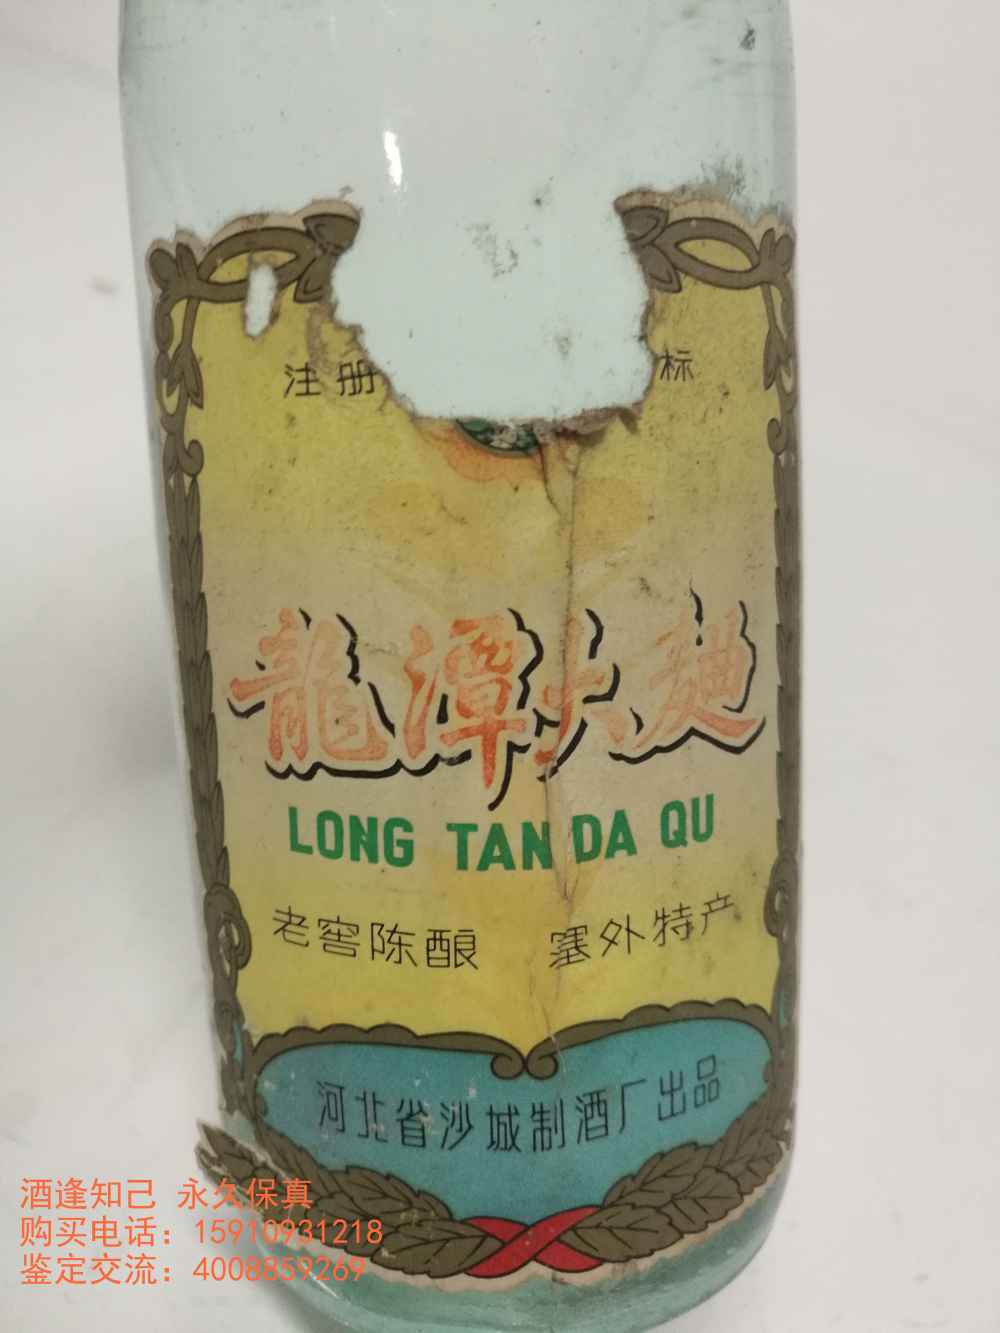 注册 标
龍潭大麯
LONG TAN DA QU
老窖陈酿 塞外特产
河北省沙城制酒厂出品
酒逢知己 永久保真
购买电话：15910931218
鉴定交流：4008859269